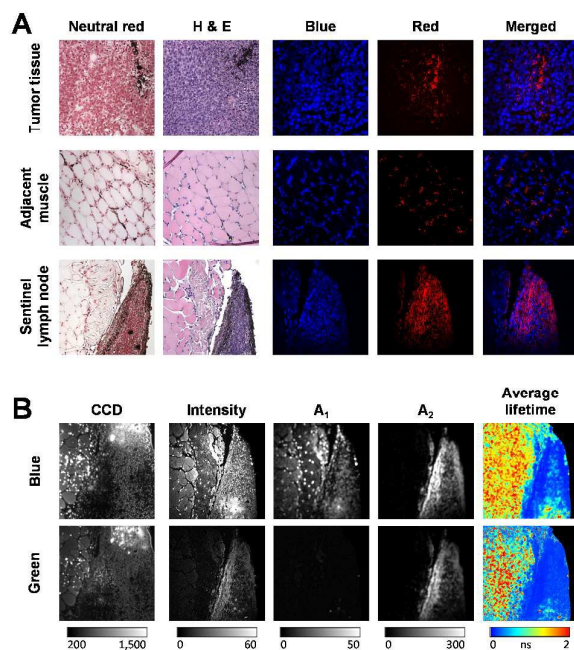 A
Neutral red H & E Blue Red Merged
Tumor tissue
Adjacent muscle
Sentinel lymph node
B
CCD Intensity A₁ A₂ Average lifetime
Blue
Green
200 1,500 0 60 0 50 0 300 0 ns 2